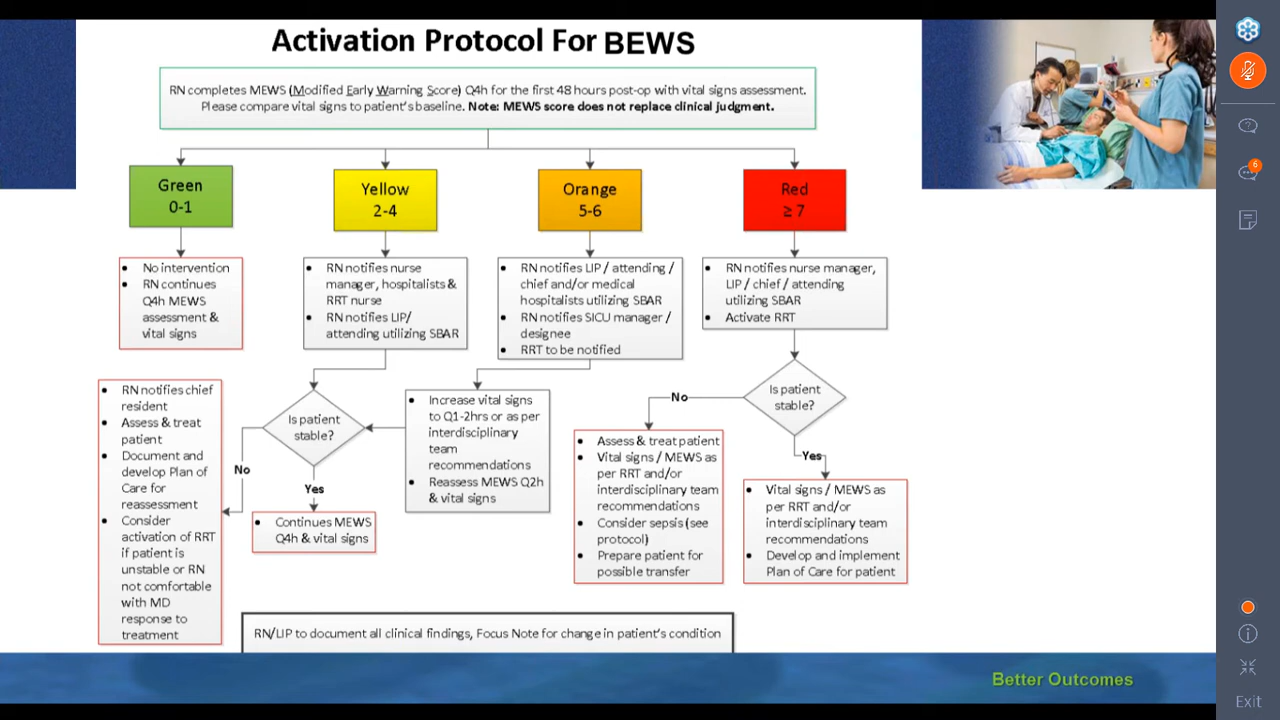 Activation Protocol For BEWS
RN completes MEWS (Modified Early Warning Score) Q4h for the first 48 hours post-op with vital signs assessment.
Please compare vital signs to patient's baseline. Note: MEWS score does not replace clinical judgment.
Green
0-1
Yellow
2-4
Orange
5-6
Red
≥ 7
• No intervention
• RN continues
Q4h MEWS
assessment &
vital signs
• RN notifies nurse
manager, hospitalists &
RRT nurse
• RN notifies LIP/
attending utilizing SBAR
• RN notifies LIP / attending /
chief and/or medical
hospitalists utilizing SBAR
• RN notifies SICU manager /
designee
• RRT to be notified
• RN notifies nurse manager,
LIP / chief / attending
utilizing SBAR
• Activate RRT
• RN notifies chief
resident
• Assess & treat
patient
• Document and
develop Plan of
Care for
reassessment
• Consider
activation of RRT
if patient is
unstable or RN
not comfortable
with MD
response to
treatment
Is patient
stable?
No
Yes
• Continues MEWS
Q4h & vital signs
• Increase vital signs
to Q1-2hrs or as per
interdisciplinary
team
recommendations
• Reassess MEWS Q2h
& vital signs
Is patient
stable?
No
Yes
• Assess & treat patient
• Vital signs / MEWS as
per RRT and/or
interdisciplinary team
recommendations
• Consider sepsis (see
protocol)
• Prepare patient for
possible transfer
• Vital signs / MEWS as
per RRT and/or
interdisciplinary team
recommendations
• Develop and implement
Plan of Care for patient
RN/LIP to document all clinical findings, Focus Note for change in patient's condition
Better Outcomes
6
Exit